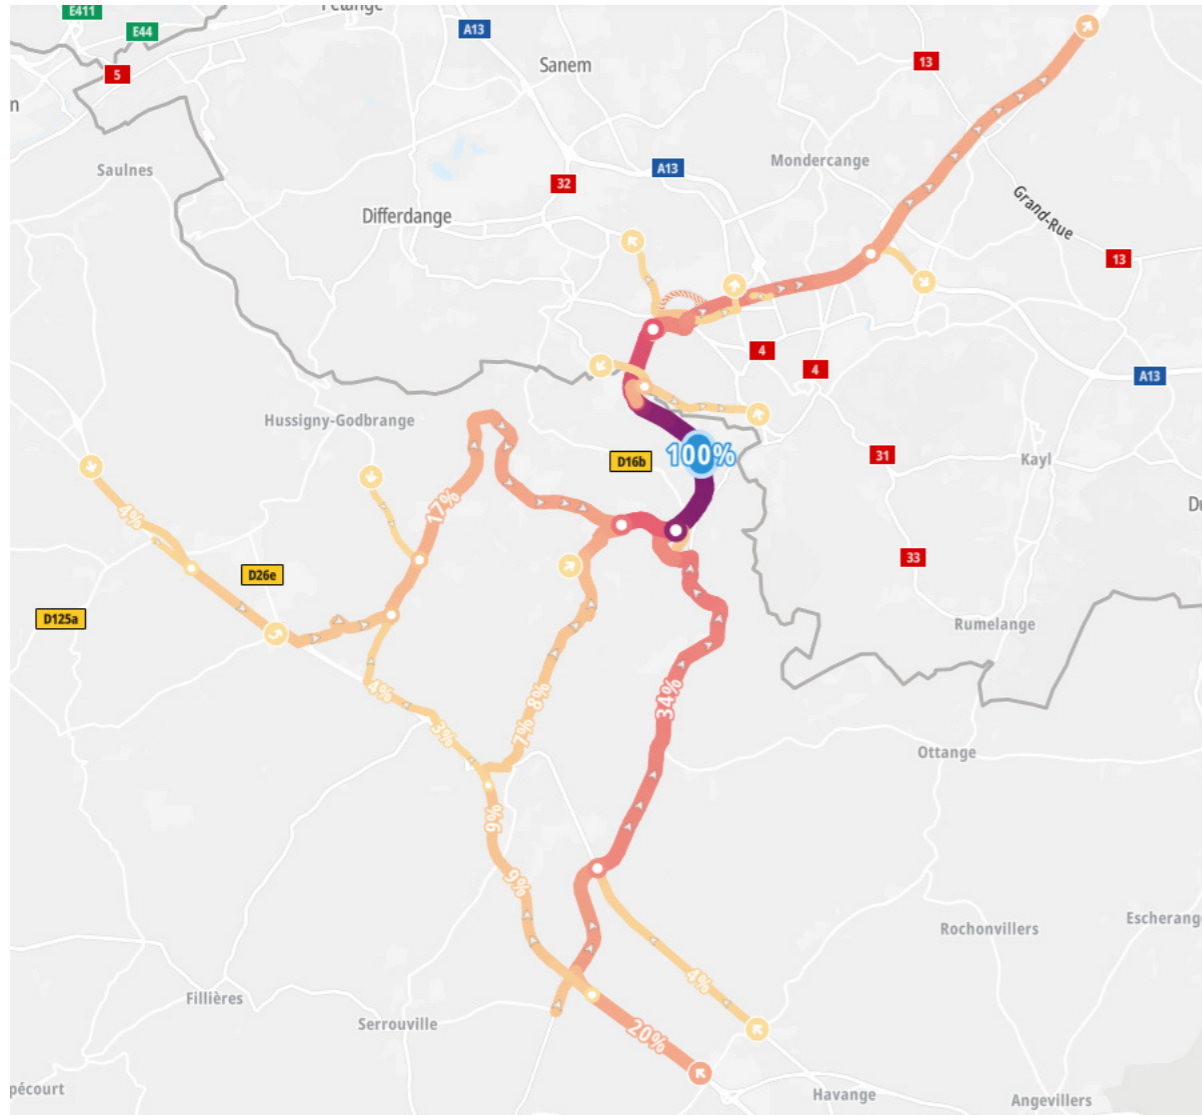 E411
E44
Pétange
A13
Sanem
13
5
n
Mondercange
Saulnes
A13
32
Grand-Rue
Differdange
13
4
4
A13
Hussigny-Godbrange
D16b
100%
31
Kayl
17%
Du
4%
D26e
33
D125a
Rumelange
4%
34%
8%
7%
3%
Ottange
9%
9%
Escherang
Rochonvillers
4%
Fillières
Serrouville
20%
pécourt
Havange
Angevillers